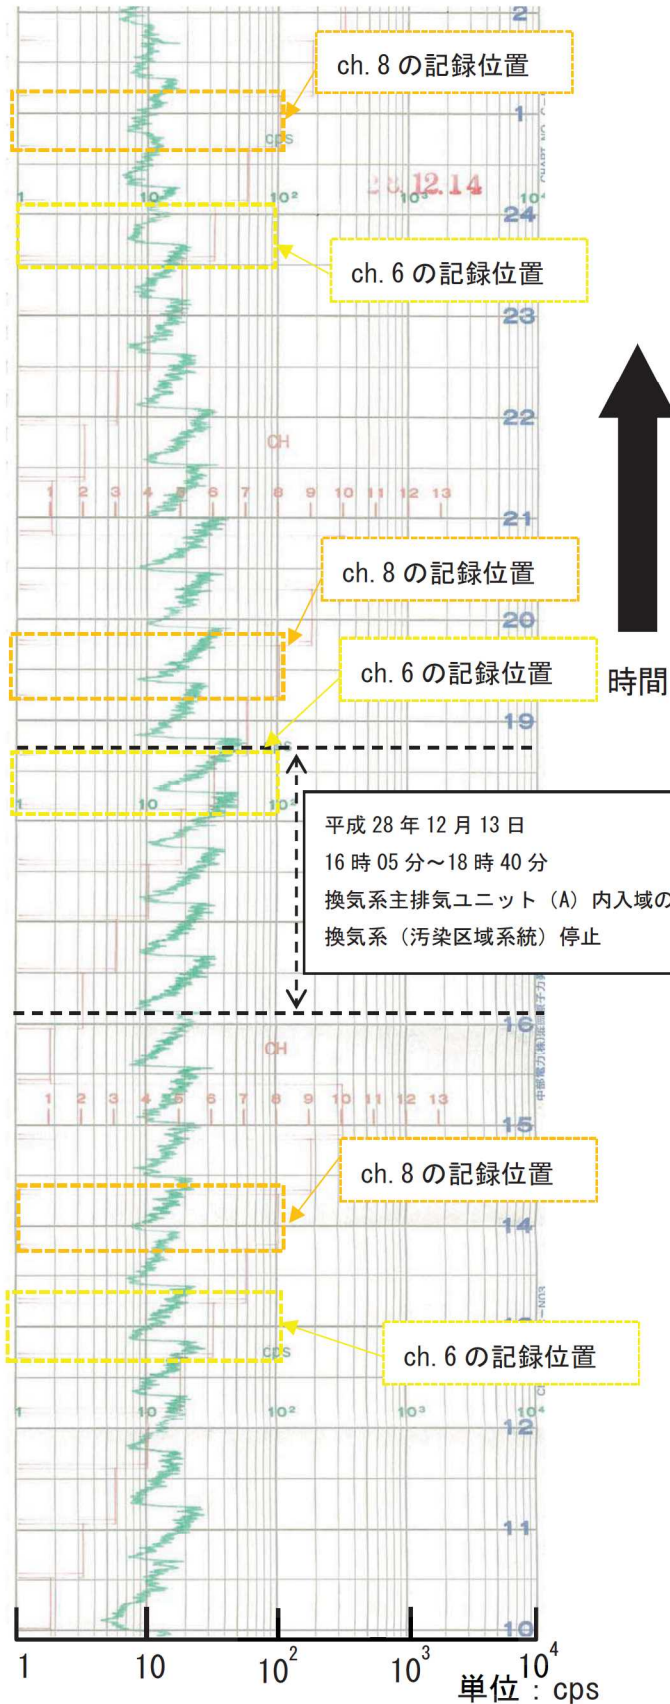 2
ch. 8 の記録位置
1
cps
CHART NO.
28.12.14
1
10
10²
10³
10⁴
24
ch. 6 の記録位置
23
22
CH
1 2 3 4 5 6 7 8 9 10 11 12 13
21
ch. 8 の記録位置
20
ch. 6 の記録位置
時間
19
1
10
平成 28 年 12 月 13 日
16 時 05 分～18 時 40 分
換気系主排気ユニット（A）内入域の
換気系（汚染区域系統）停止
16
CH
1 2 3 4 5 6 7 8 9 10 11 12 13
15
ch. 8 の記録位置
14
ch. 6 の記録位置
cps
1 10 10² 10³ 10⁴
12
11
10
1 10 10² 10³ 10⁴
単位：cps